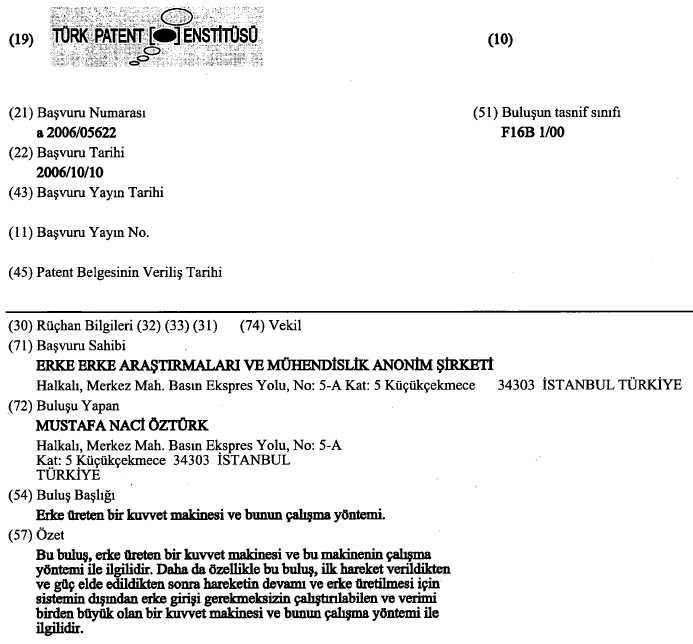 (19) TÜRK PATENT ENSTİTÜSÜ (10)
(21) Başvuru Numarası (51) Buluşun tasnif sınıfı
a 2006/05622 F16B 1/00
(22) Başvuru Tarihi
2006/10/10
(43) Başvuru Yayın Tarihi
(11) Başvuru Yayın No.
(45) Patent Belgesinin Veriliş Tarihi
(30) Rüçhan Bilgileri (32) (33) (31) (74) Vekil
(71) Başvuru Sahibi
ERKE ERKE ARAŞTIRMALARI VE MÜHENDİSLİK ANONİM ŞİRKETİ
Halkalı, Merkez Mah. Basın Ekspres Yolu, No: 5-A Kat: 5 Küçükçekmece 34303 İSTANBUL TÜRKİYE
(72) Buluşu Yapan
MUSTAFA NACİ ÖZTÜRK
Halkalı, Merkez Mah. Basın Ekspres Yolu, No: 5-A
Kat: 5 Küçükçekmece 34303 İSTANBUL
TÜRKİYE
(54) Buluş Başlığı
Erke üreten bir kuvvet makinesi ve bunun çalışma yöntemi.
(57) Özet
Bu buluş, erke üreten bir kuvvet makinesi ve bu makinenin çalışma
yöntemi ile ilgilidir. Daha da özellikle bu buluş, ilk hareket verildikten
ve güç elde edildikten sonra hareketin devamı ve erke üretilmesi için
sistemin dışından erke girişi gerekmeksizin çalıştırılabilen ve verimi
birden büyük olan bir kuvvet makinesi ve bunun çalışma yöntemi ile
ilgilidir.